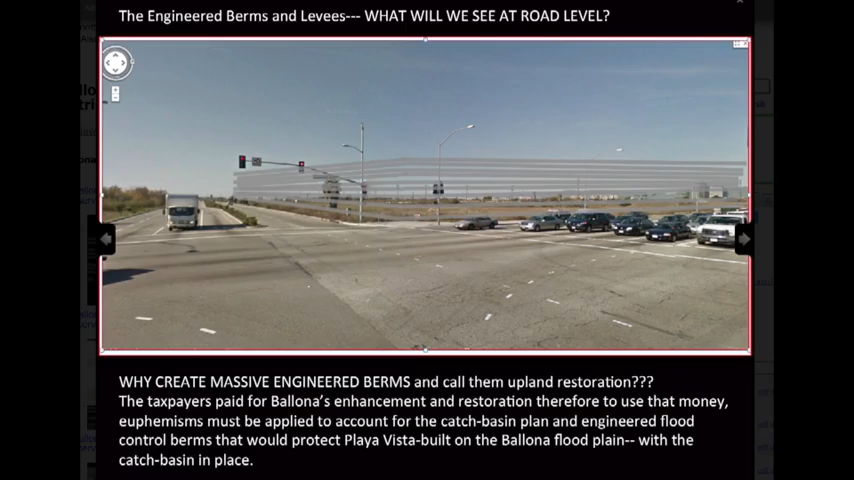 The Engineered Berms and Levees--- WHAT WILL WE SEE AT ROAD LEVEL?
WHY CREATE MASSIVE ENGINEERED BERMS and call them upland restoration???
The taxpayers paid for Ballona's enhancement and restoration therefore to use that money,
euphemisms must be applied to account for the catch-basin plan and engineered flood
control berms that would protect Playa Vista-built on the Ballona flood plain-- with the
catch-basin in place.